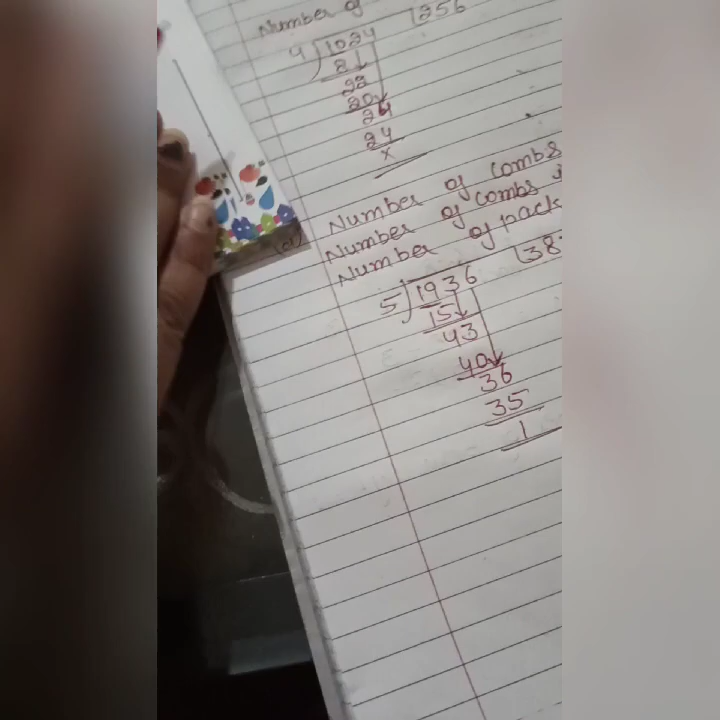 Number of
256
4)1024
8
22
20
24
24
x
(d)
Number of combs
Number of combs
Number of pack
38
5)1936
15
43
40
36
35
1